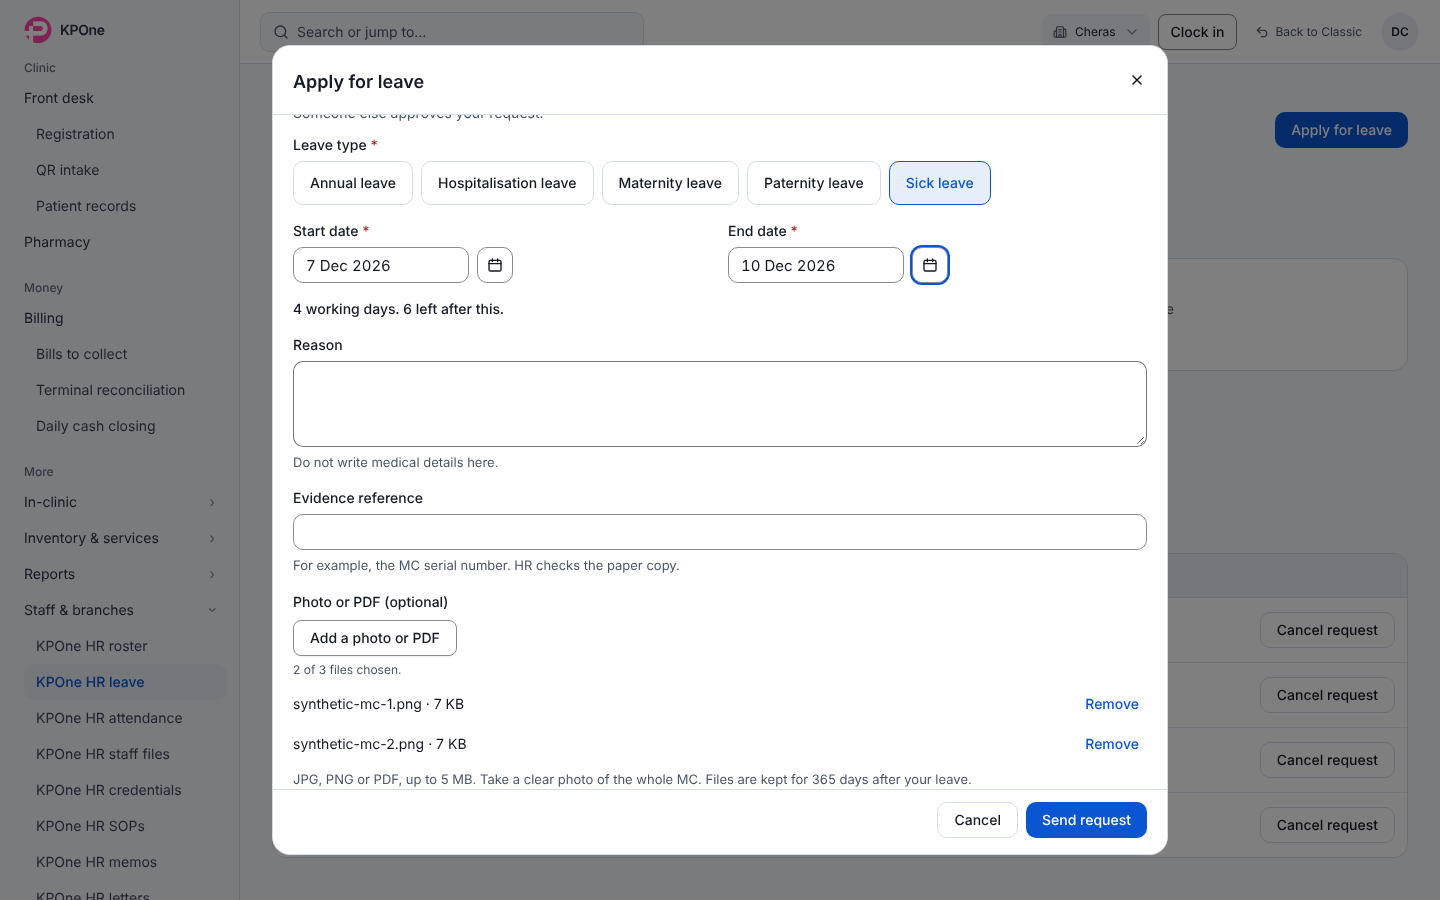 KPOne
Search or jump to...
Cheras
Clock in
Back to Classic
DC
Clinic
Front desk
Registration
QR intake
Patient records
Pharmacy
Money
Billing
Bills to collect
Terminal reconciliation
Daily cash closing
More
In-clinic
Inventory & services
Reports
Staff & branches
KPOne HR roster
KPOne HR leave
KPOne HR attendance
KPOne HR staff files
KPOne HR credentials
KPOne HR SOPs
KPOne HR memos
KPOne HR letters
Apply for leave
Apply for leave
Someone else approves your request.
Leave type *
Annual leave
Hospitalisation leave
Maternity leave
Paternity leave
Sick leave
Start date *
End date *
7 Dec 2026
10 Dec 2026
4 working days. 6 left after this.
Reason
Do not write medical details here.
Evidence reference
For example, the MC serial number. HR checks the paper copy.
Photo or PDF (optional)
Add a photo or PDF
2 of 3 files chosen.
synthetic-mc-1.png · 7 KB
Remove
synthetic-mc-2.png · 7 KB
Remove
JPG, PNG or PDF, up to 5 MB. Take a clear photo of the whole MC. Files are kept for 365 days after your leave.
Cancel
Send request
Cancel request
Cancel request
Cancel request
Cancel request